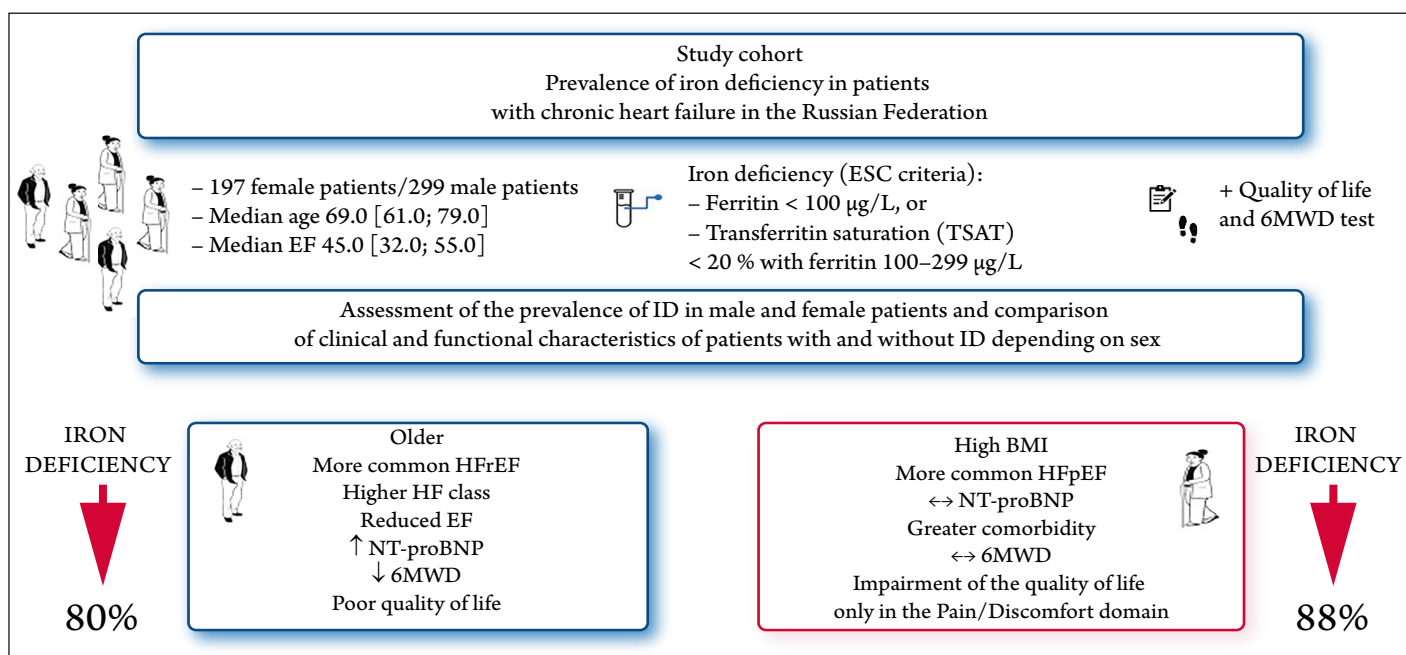 Study cohort
Prevalence of iron deficiency in patients
with chronic heart failure in the Russian Federation
– 197 female patients/299 male patients
– Median age 69.0 [61.0; 79.0]
– Median EF 45.0 [32.0; 55.0]
Iron deficiency (ESC criteria):
– Ferritin < 100 μg/L, or
– Transferritin saturation (TSAT)
< 20 % with ferritin 100–299 μg/L
+ Quality of life
and 6MWD test
Assessment of the prevalence of ID in male and female patients and comparison
of clinical and functional characteristics of patients with and without ID depending on sex
IRON
DEFICIENCY
80%
Older
More common HFrEF
Higher HF class
Reduced EF
↑ NT-proBNP
↓ 6MWD
Poor quality of life
High BMI
More common HFpEF
↔ NT-proBNP
Greater comorbidity
↔ 6MWD
Impairment of the quality of life
only in the Pain/Discomfort domain
IRON
DEFICIENCY
88%